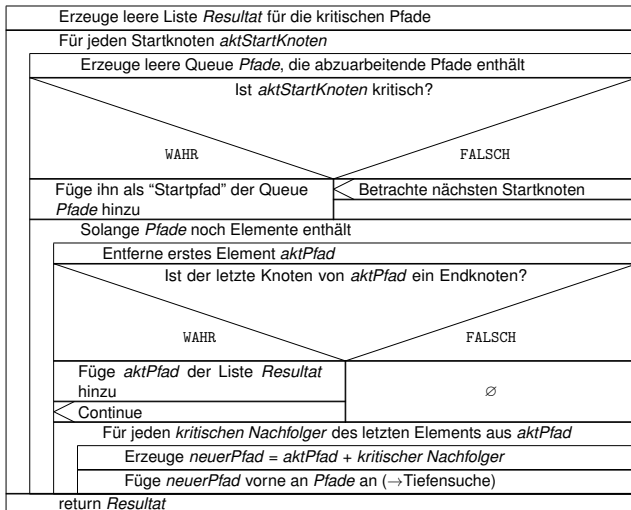 Erzeuge leere Liste Resultat für die kritischen Pfade
Für jeden Startknoten aktStartKnoten
Erzeuge leere Queue Pfade, die abzuarbeitende Pfade enthält
Ist aktStartKnoten kritisch?
WAHR
FALSCH
Füge ihn als “Startpfad” der Queue
Pfade hinzu
Betrachte nächsten Startknoten
Solange Pfade noch Elemente enthält
Entferne erstes Element aktPfad
Ist der letzte Knoten von aktPfad ein Endknoten?
WAHR
FALSCH
Füge aktPfad der Liste Resultat
hinzu
∅
Continue
Für jeden kritischen Nachfolger des letzten Elements aus aktPfad
Erzeuge neuerPfad = aktPfad + kritischer Nachfolger
Füge neuerPfad vorne an Pfade an (→Tiefensuche)
return Resultat